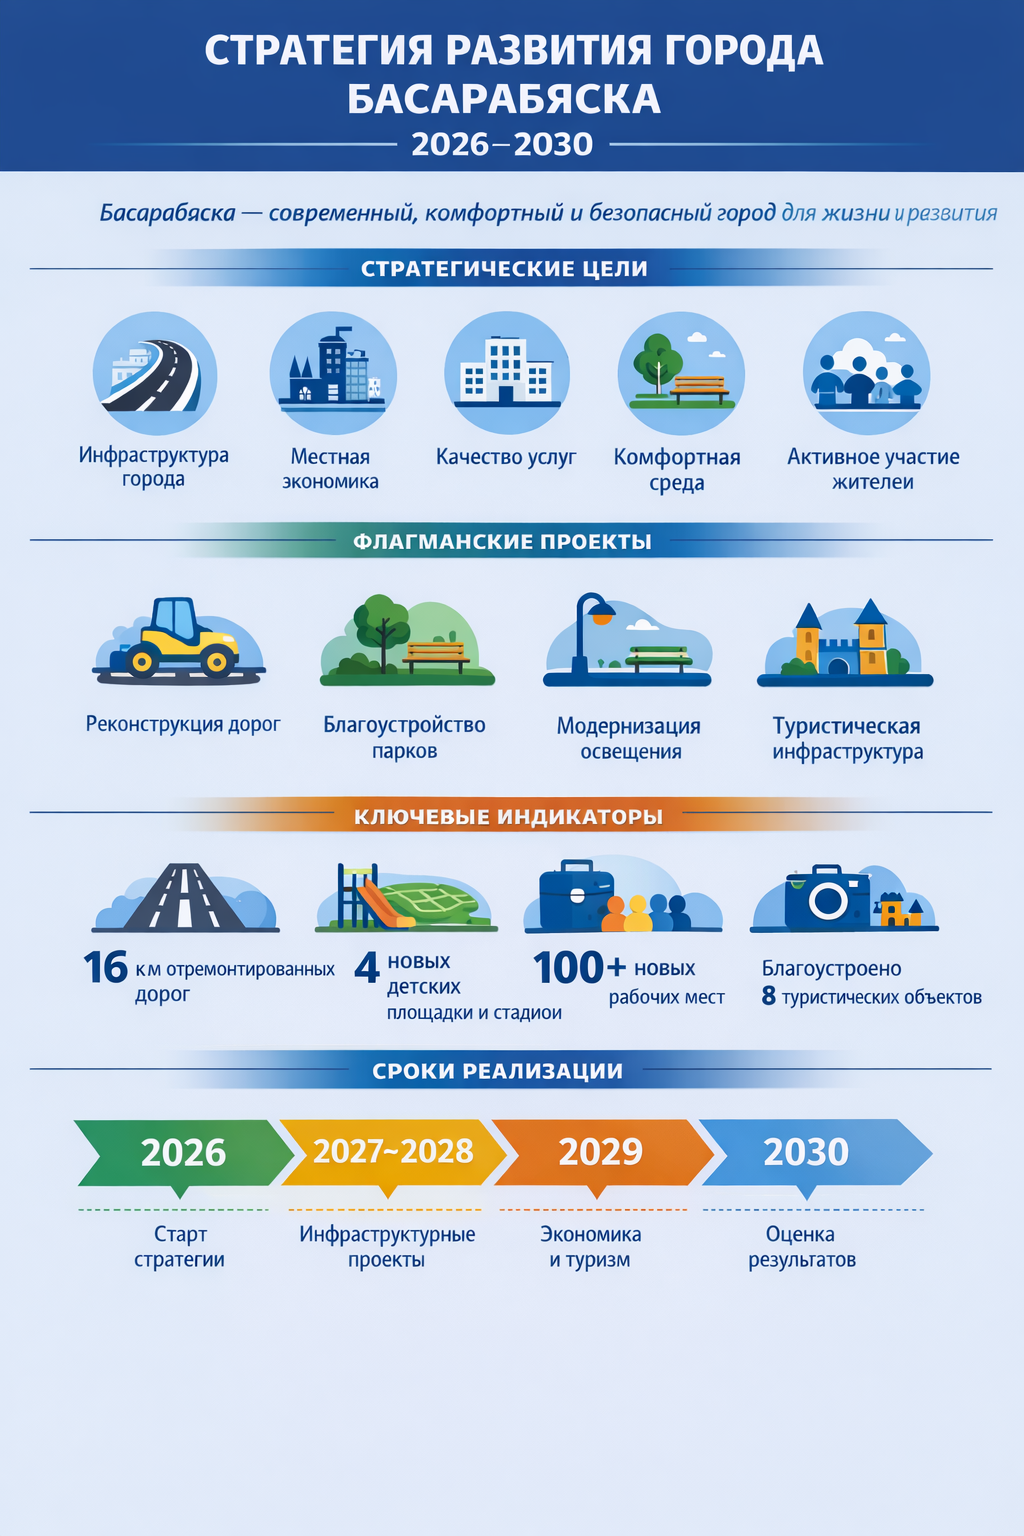 СТРАТЕГИЯ РАЗВИТИЯ ГОРОДА
БАСАРАБЯСКА
2026–2030
Басарабяска — современный, комфортный и безопасный город для жизни и развития
СТРАТЕГИЧЕСКИЕ ЦЕЛИ
Инфраструктура
города
Местная
экономика
Качество услуг
Комфортная
среда
Активное участие
жителеи
ФЛАГМАНСКИЕ ПРОЕКТЫ
Реконструкция дорог
Благоустройство
парков
Модернизация
освещения
Туристическая
инфраструктура
КЛЮЧЕВЫЕ ИНДИКАТОРЫ
16 км отремонтированных
дорог
4 новых
детских
площадки и стадиои
100+ новых
рабочих мест
Благоустроено
8 туристических объектов
СРОКИ РЕАЛИЗАЦИИ
2026
2027~2028
2029
2030
Старт
стратегии
Инфраструктурные
проекты
Экономика
и туризм
Оценка
результатов